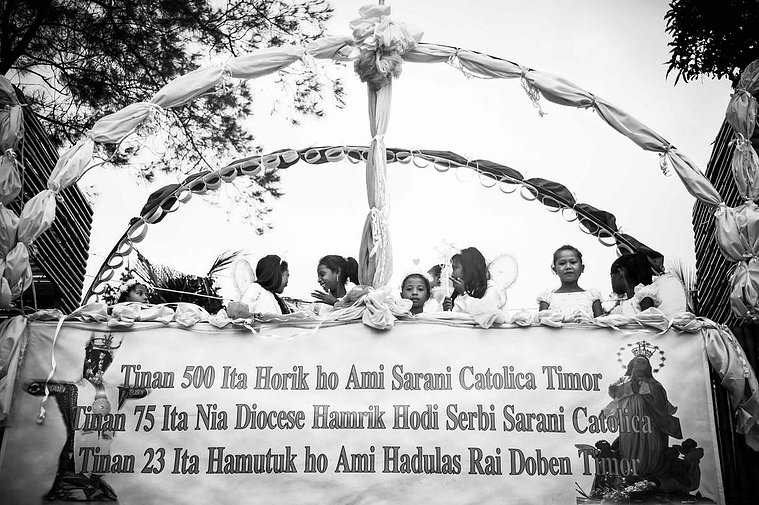 Tinan 500 Ita Horik ho Ami Sarani Catolica Timor
Tinan 75 Ita Nia Diocese Hamrik Hodi Serbi Sarani Catolica
Tinan 23 Ita Hamutuk ho Ami Hadulas Rai Doben Timor